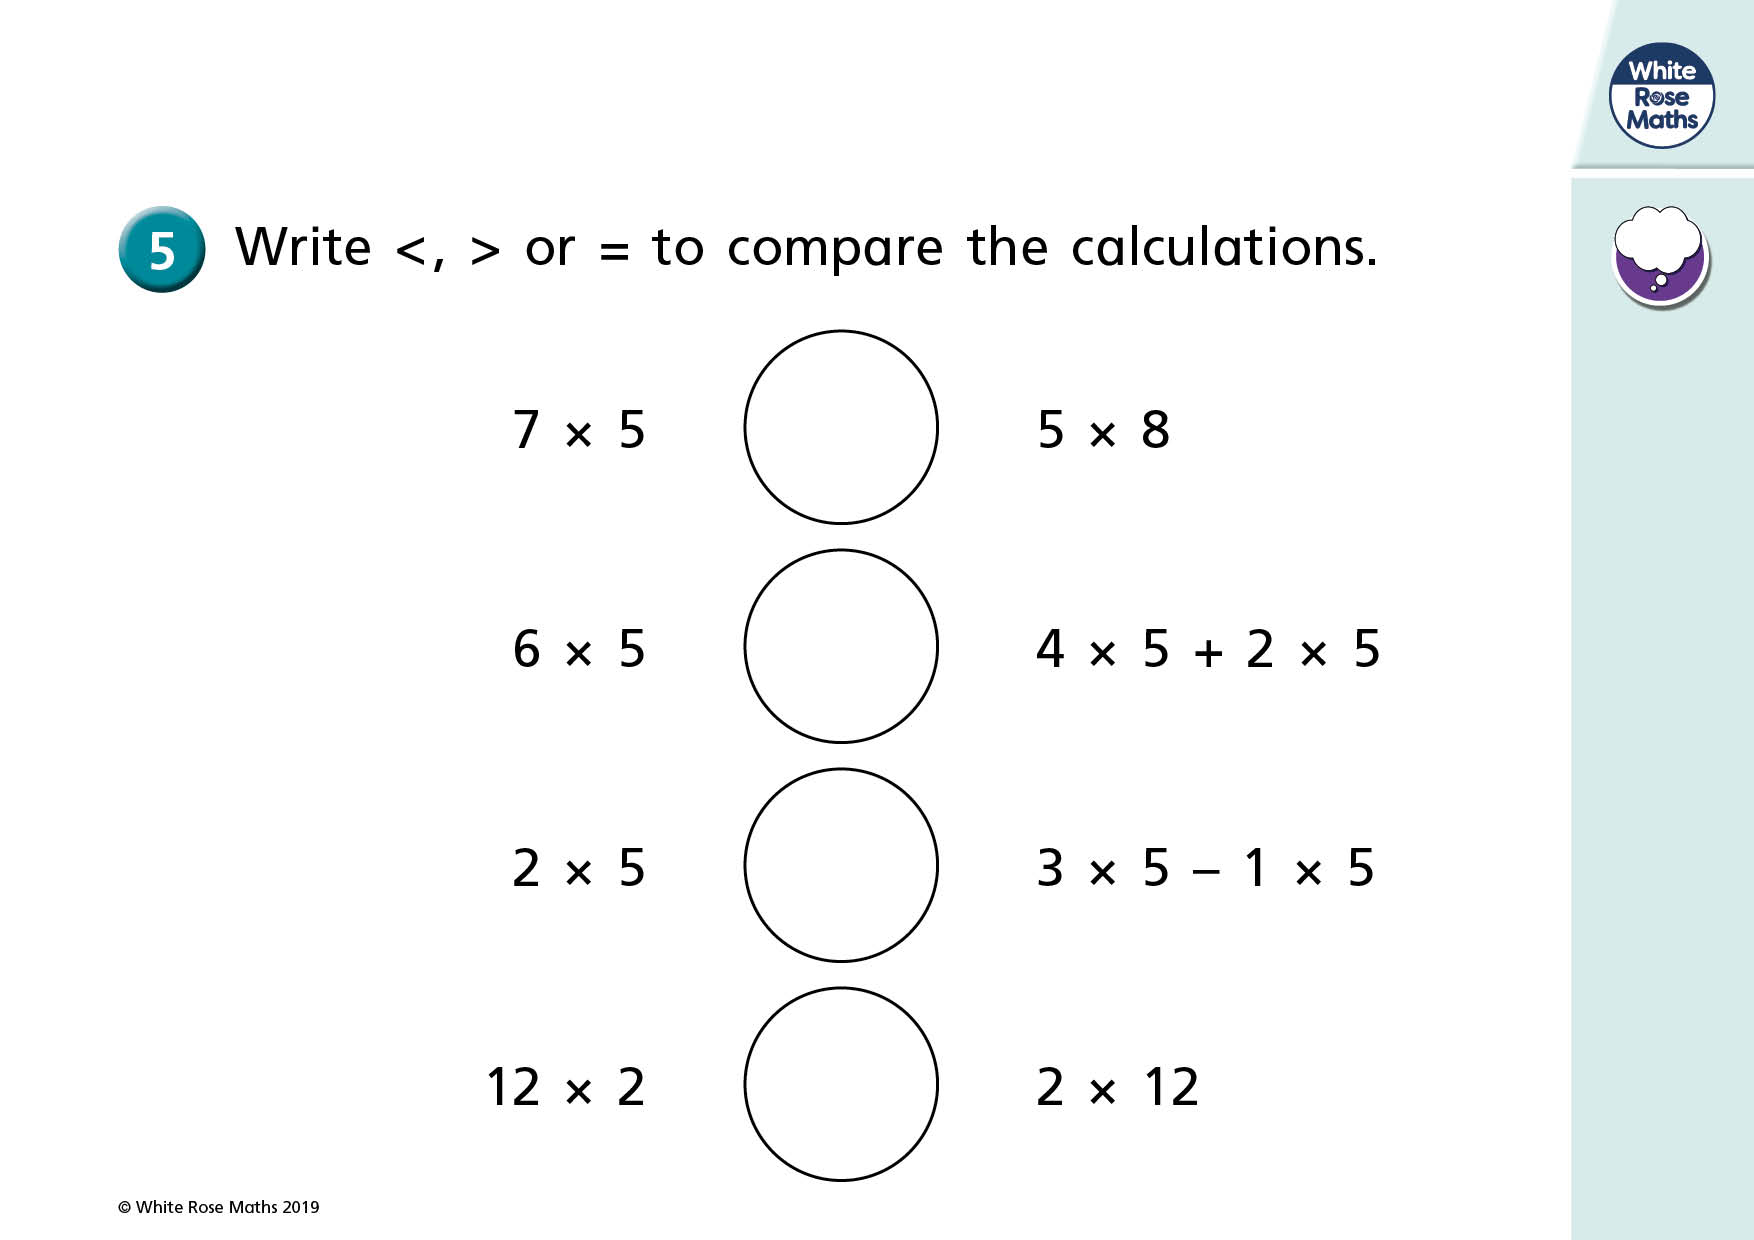 White
Rose
Maths
5 Write <, > or = to compare the calculations.
7 × 5 5 × 8
6 × 5 4 × 5 + 2 × 5
2 × 5 3 × 5 – 1 × 5
12 × 2 2 × 12
© White Rose Maths 2019